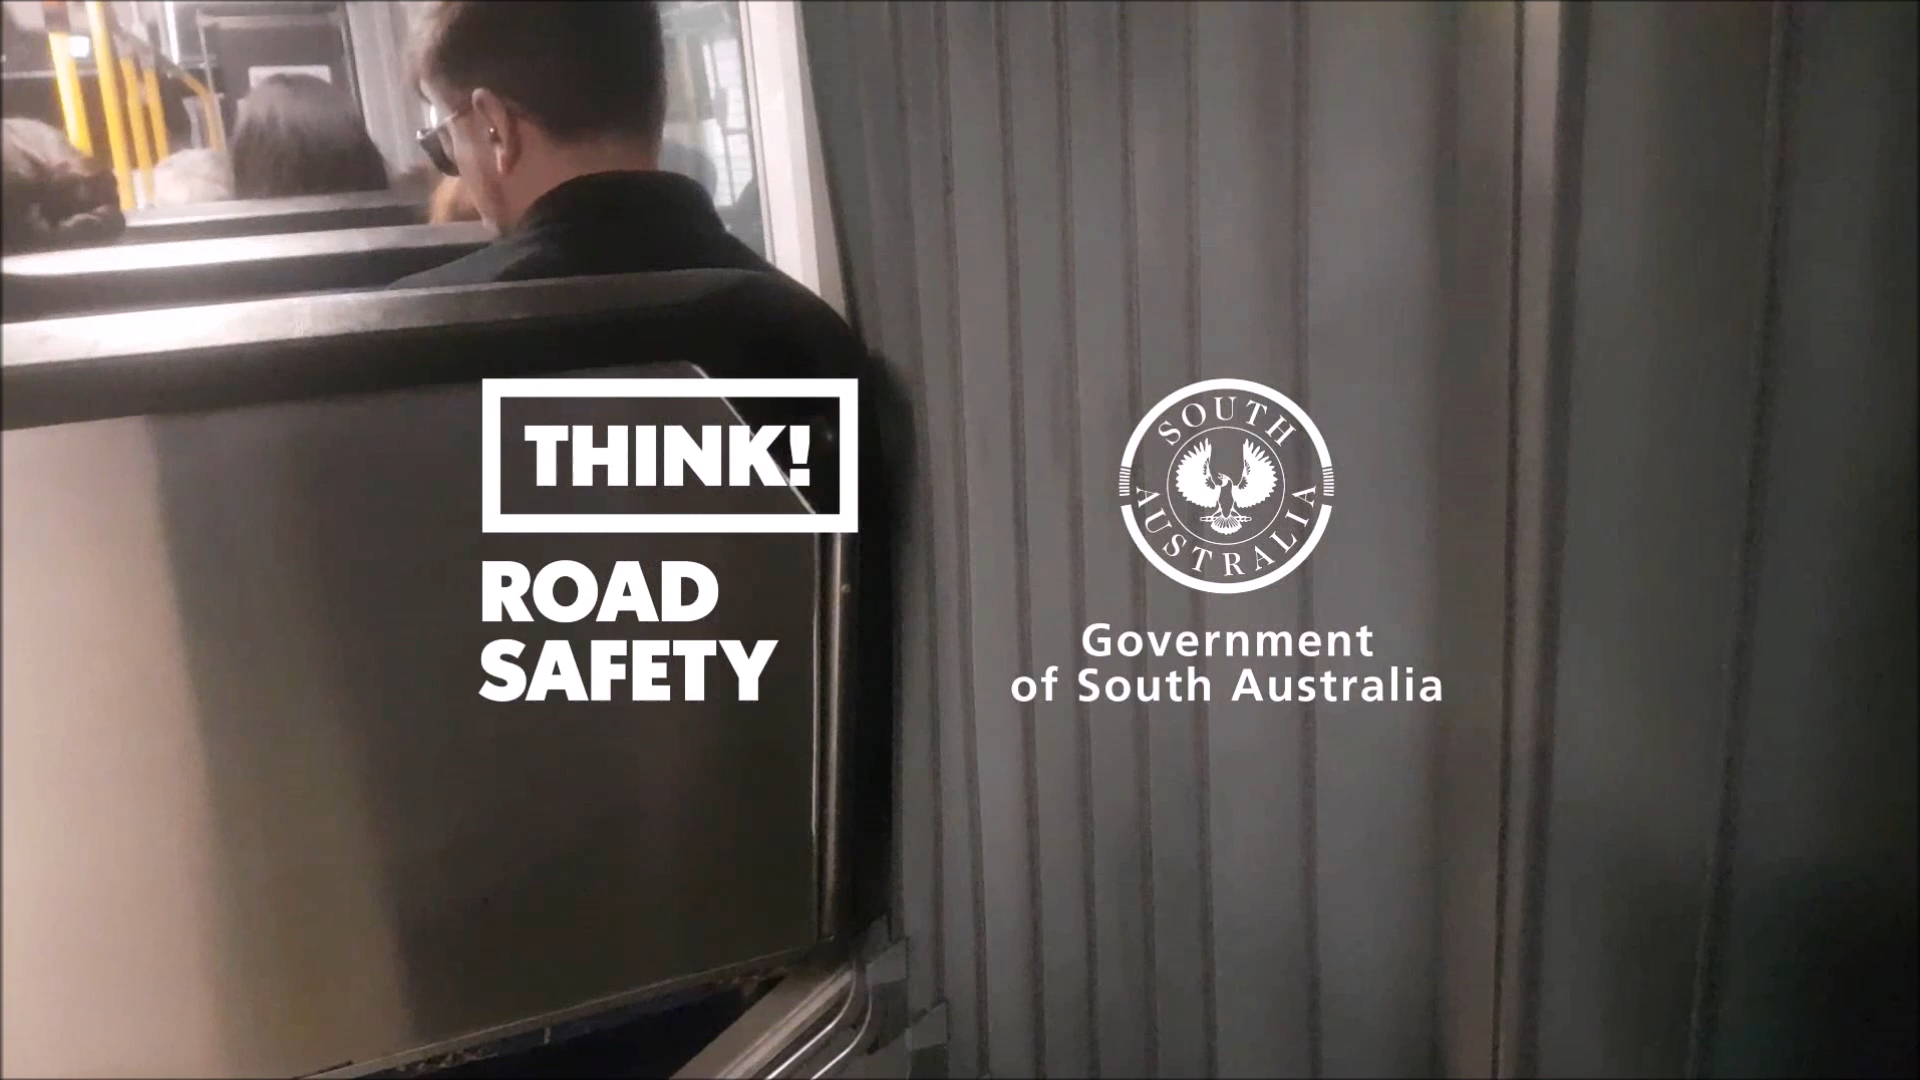 THINK!
ROAD
SAFETY
SOUTH
AUSTRALIA
Government
of South Australia